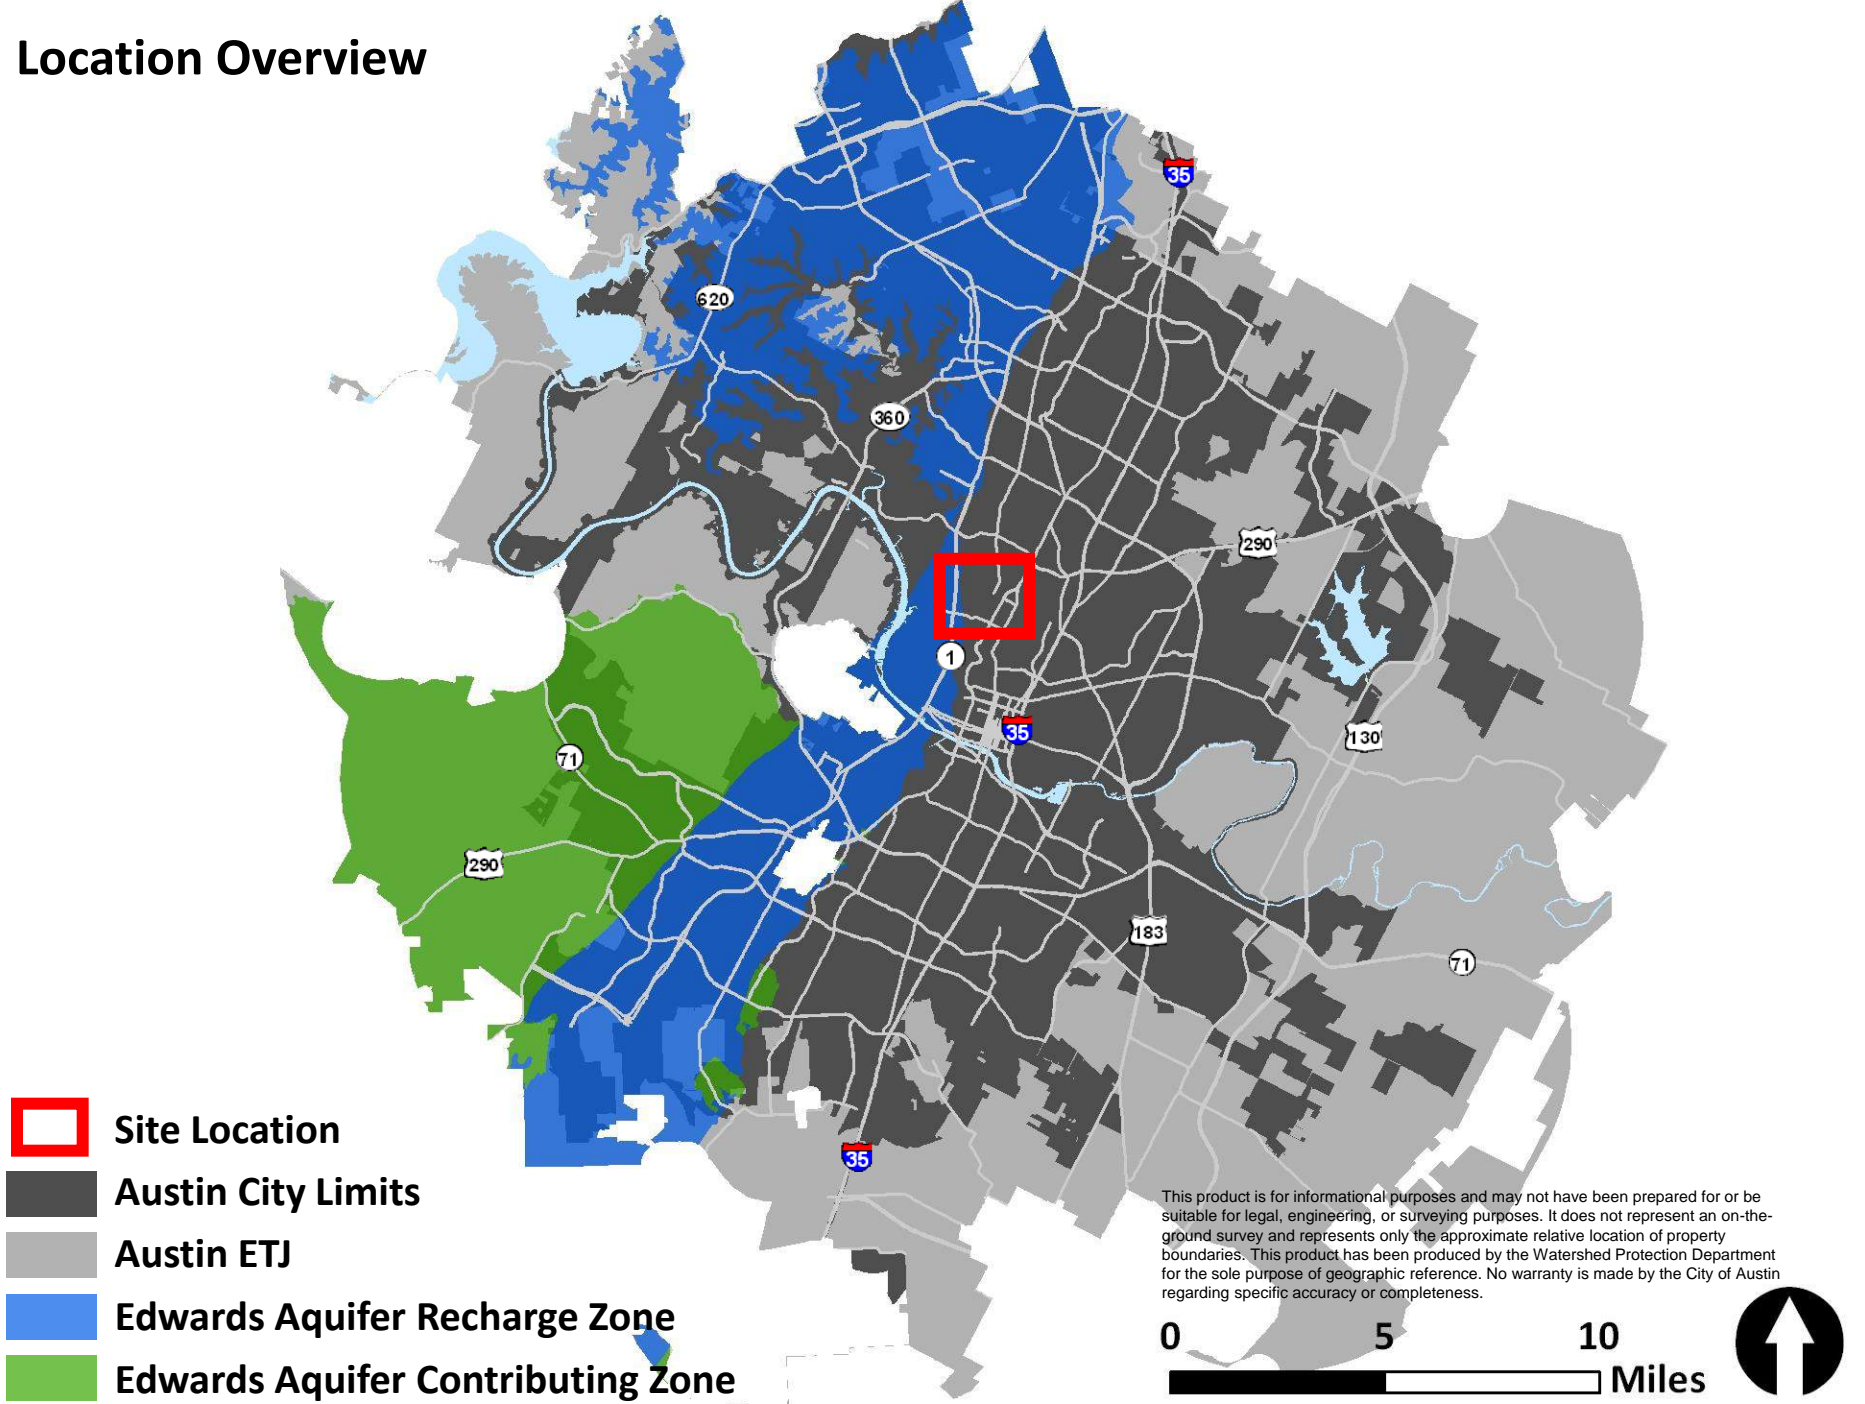 Location Overview
35
620
360
290
1
35
130
71
290
183
71
35
Site Location
Austin City Limits
Austin ETJ
Edwards Aquifer Recharge Zone
Edwards Aquifer Contributing Zone
This product is for informational purposes and may not have been prepared for or be
suitable for legal, engineering, or surveying purposes. It does not represent an on-the-
ground survey and represents only the approximate relative location of property
boundaries. This product has been produced by the Watershed Protection Department
for the sole purpose of geographic reference. No warranty is made by the City of Austin
regarding specific accuracy or completeness.
0 5 10
Miles